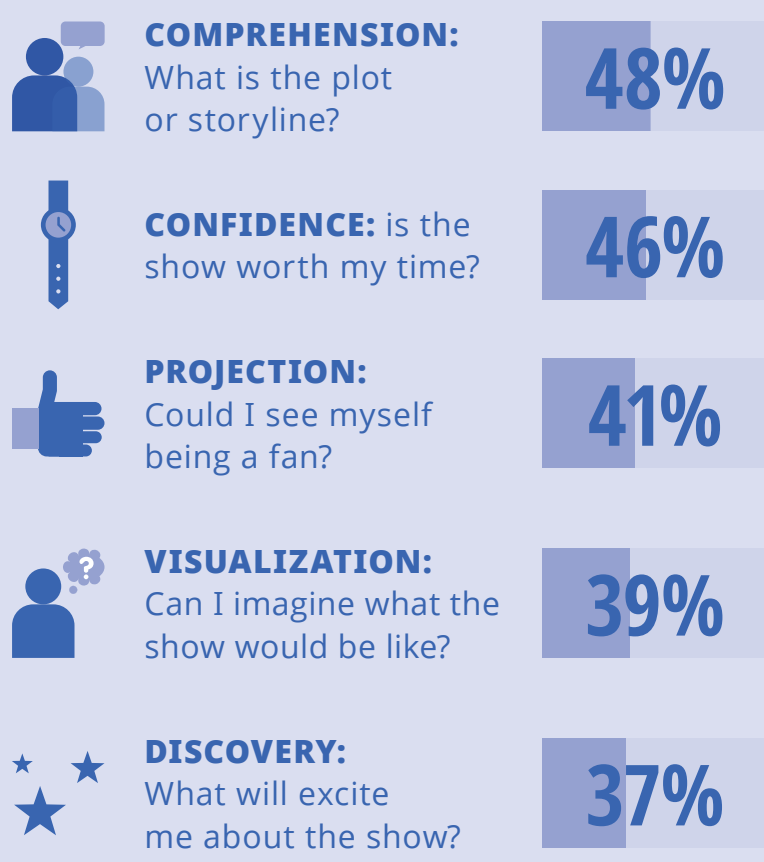 COMPREHENSION:
What is the plot
or storyline?
48%
CONFIDENCE: is the
show worth my time?
46%
PROJECTION:
Could I see myself
being a fan?
41%
?
VISUALIZATION:
Can I imagine what the
show would be like?
39%
DISCOVERY:
What will excite
me about the show?
37%